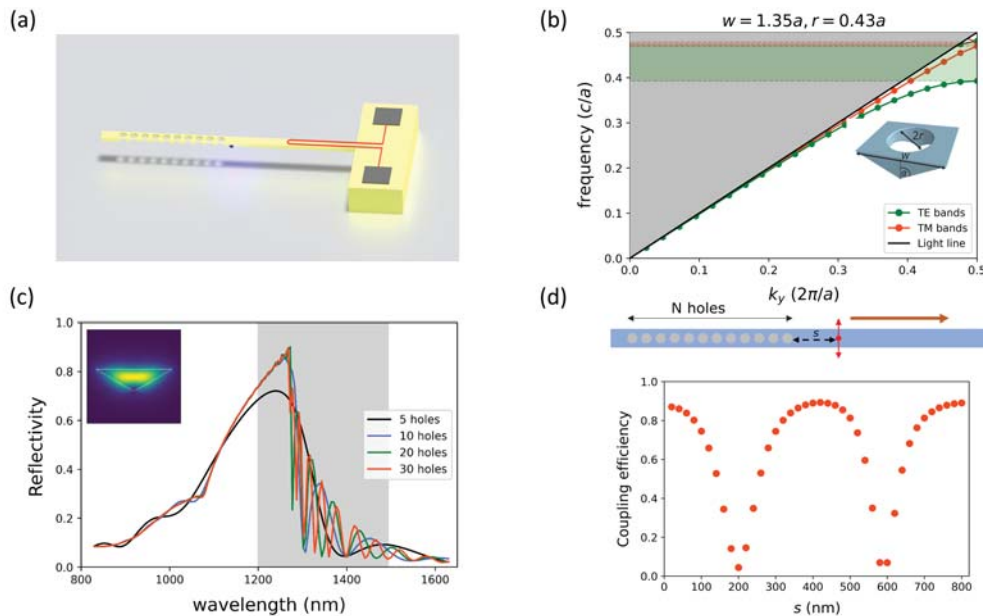 (a)
(b)
w = 1.35a, r = 0.43a
frequency (c/a)
0.5
0.4
0.3
0.2
0.1
0.0
2r
w
TE bands
TM bands
Light line
0.0 0.1 0.2 0.3 0.4 0.5
k_y (2π/a)
(c)
Reflectivity
1.0
0.8
0.6
0.4
0.2
0.0
5 holes
10 holes
20 holes
30 holes
800 1000 1200 1400 1600
wavelength (nm)
(d)
N holes
s
Coupling efficiency
1.0
0.8
0.6
0.4
0.2
0.0
0 100 200 300 400 500 600 700 800
s (nm)